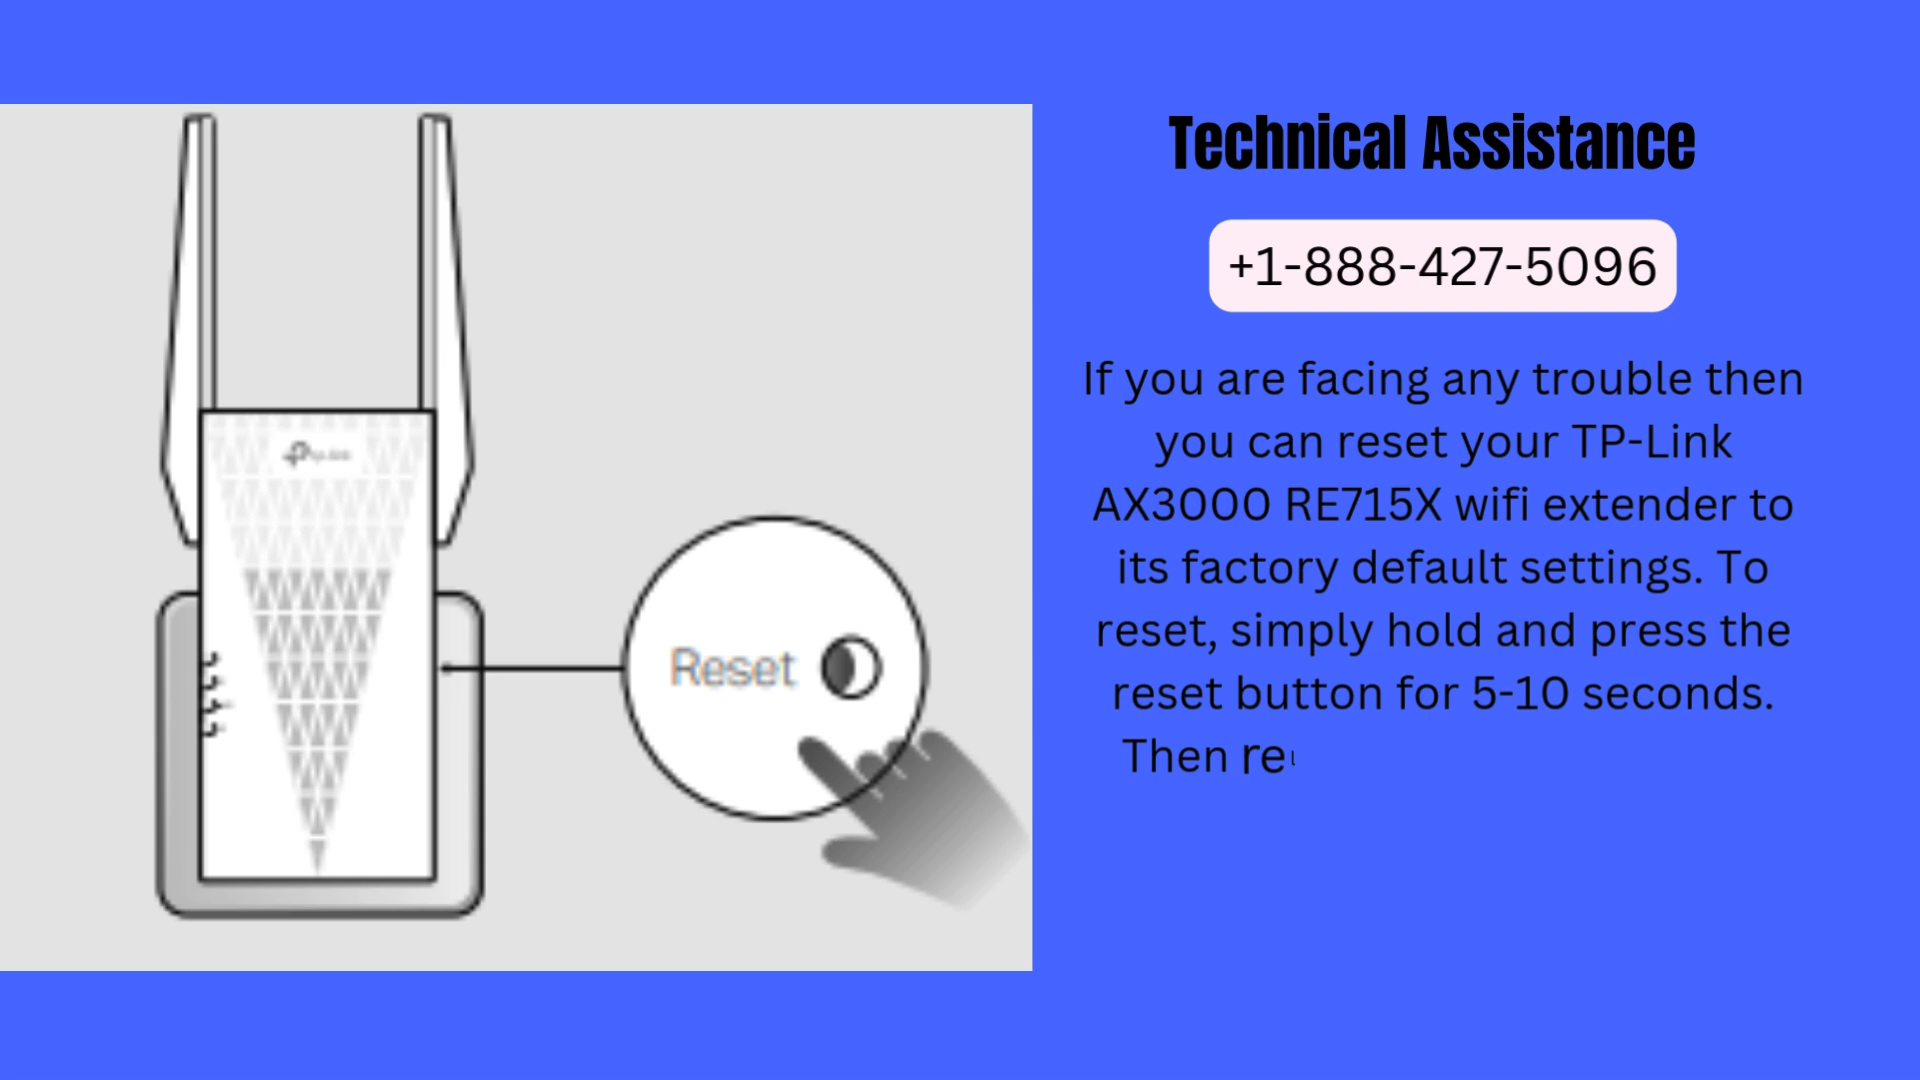 Technical Assistance
+1-888-427-5096
If you are facing any trouble then
you can reset your TP-Link
AX3000 RE715X wifi extender to
its factory default settings. To
reset, simply hold and press the
reset button for 5-10 seconds.
Then re
tp-link
Reset